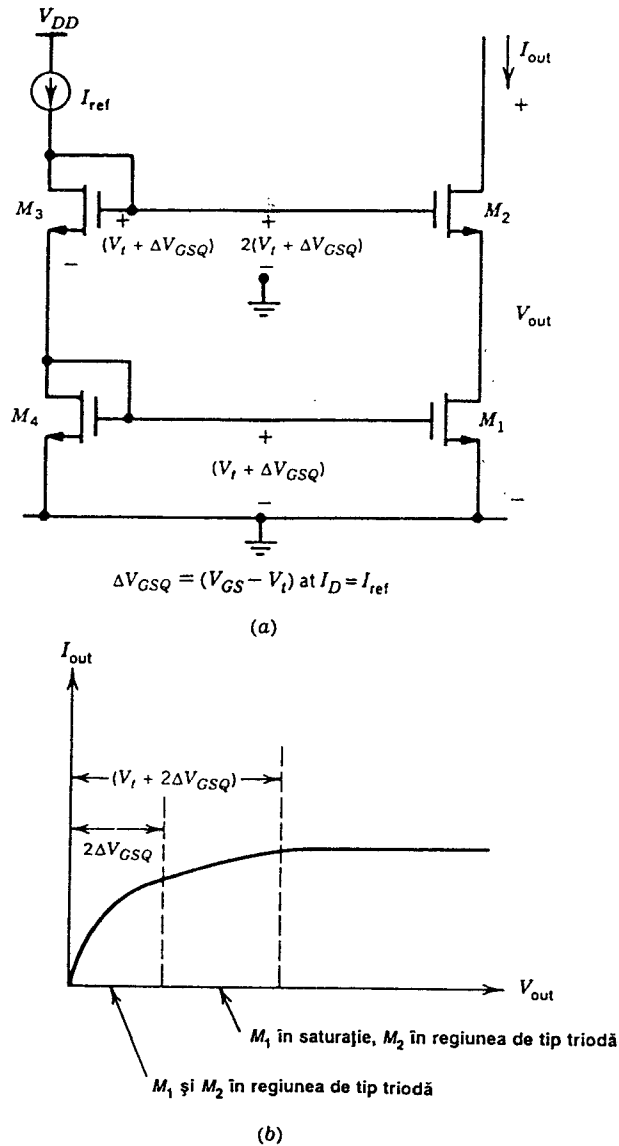 V_DD
I_ref
I_out
+
M_3
M_2
+
(V_t + ΔV_GSQ)
+
2(V_t + ΔV_GSQ)
−
−
V_out
M_4
M_1
+
(V_t + ΔV_GSQ)
−
−
ΔV_GSQ = (V_GS − V_t) at I_D = I_ref
(a)
I_out
(V_t + 2ΔV_GSQ)
2ΔV_GSQ
V_out
M_1 în saturaţie, M_2 în regiunea de tip triodă
M_1 şi M_2 în regiunea de tip triodă
(b)